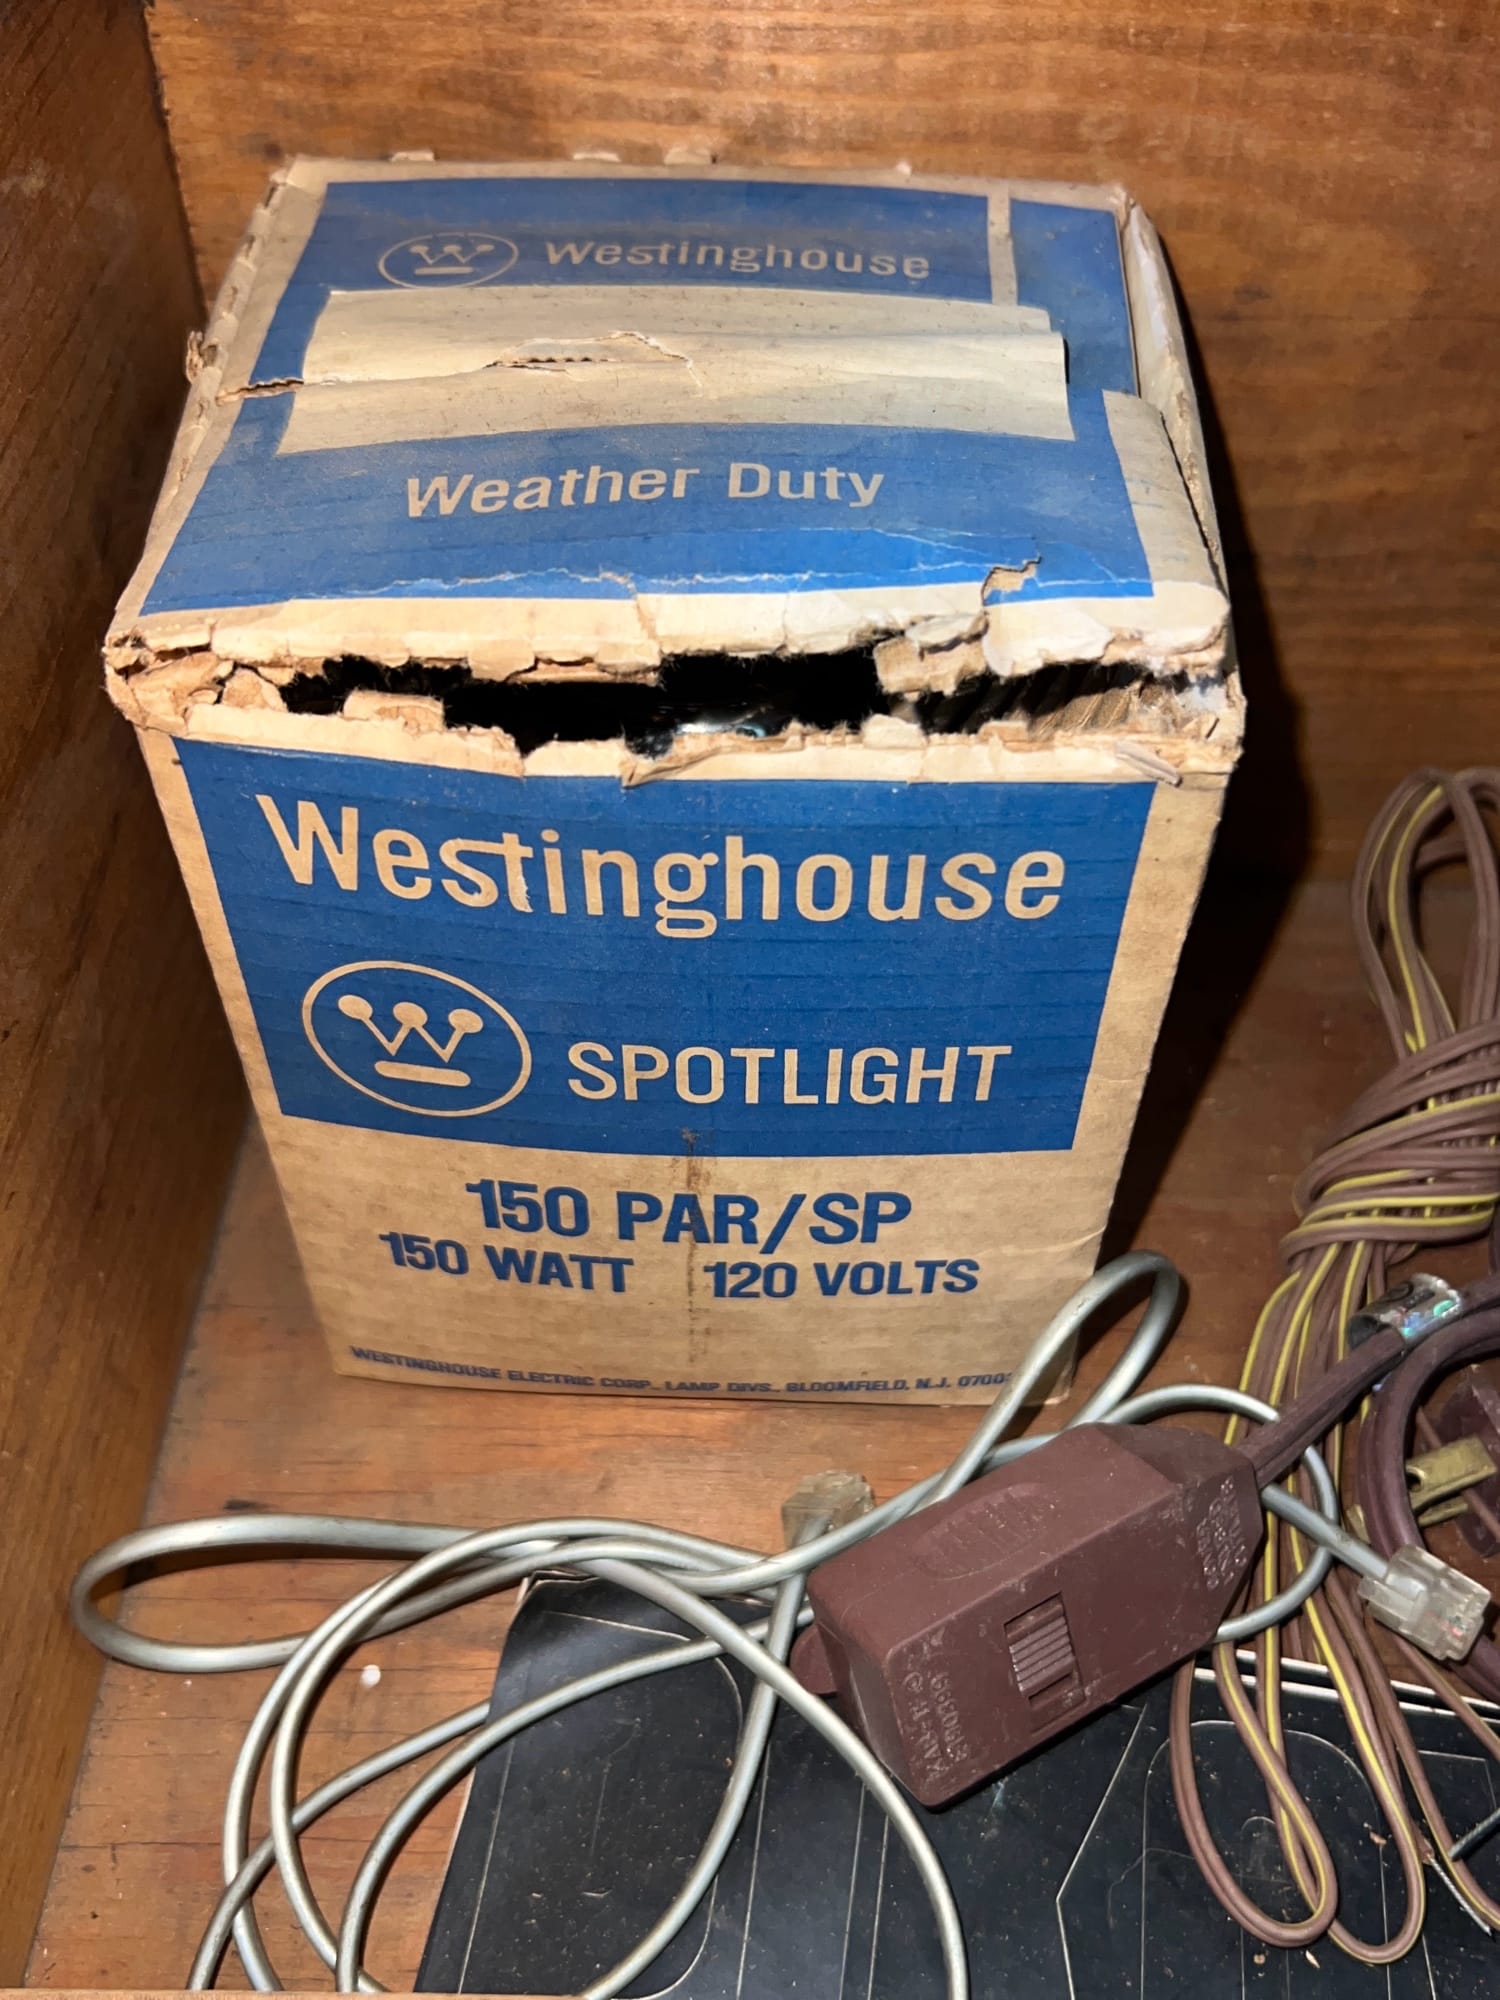 Westinghouse
Weather Duty
Westinghouse
SPOTLIGHT
150 PAR/SP
150 WATT 120 VOLTS
WESTINGHOUSE ELECTRIC CORP., LAMP DIVS., BLOOMFIELD, N.J.